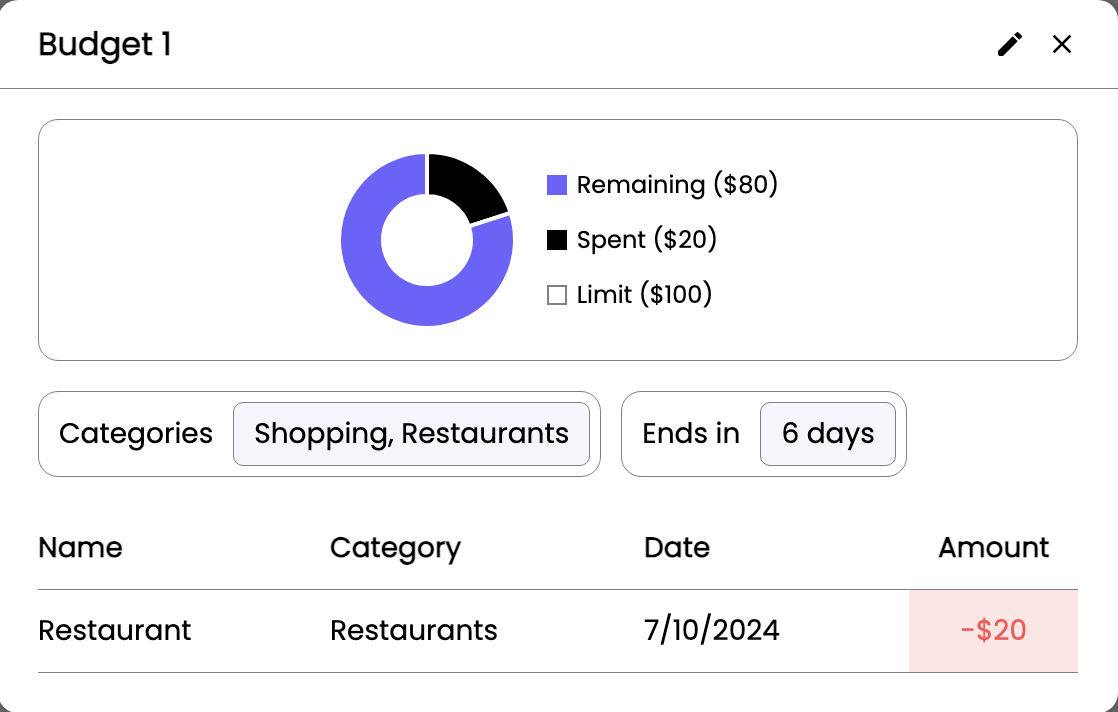 Budget 1
Remaining ($80)
Spent ($20)
Limit ($100)
Categories Shopping, Restaurants Ends in 6 days
Name Category Date Amount
Restaurant Restaurants 7/10/2024 -$20